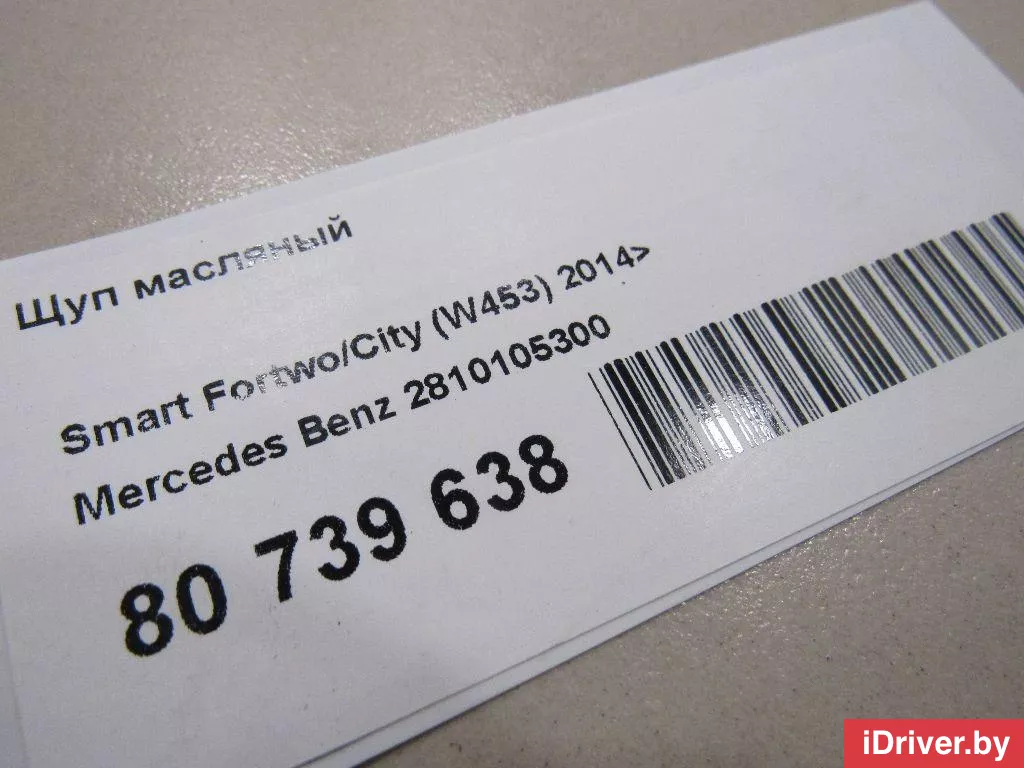 Щуп масляный
Smart Fortwo/City (W453) 2014>
Mercedes Benz 2810105300
80 739 638
iDriver.by